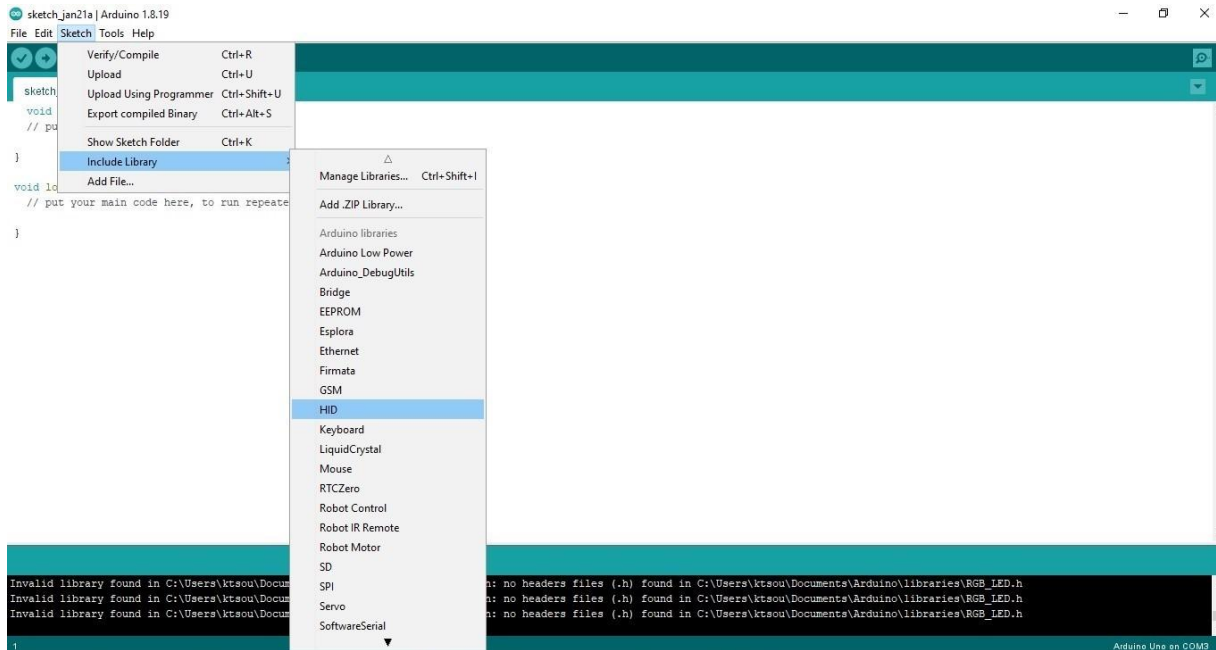 sketch_jan21a | Arduino 1.8.19
File Edit Sketch Tools Help
Verify/Compile Ctrl+R
Upload Ctrl+U
Upload Using Programmer Ctrl+Shift+U
Export compiled Binary Ctrl+Alt+S
Show Sketch Folder Ctrl+K
Include Library
Add File...
sketch
void
// pu
}
void lo
// put your main code here, to run repeate
}
Manage Libraries... Ctrl+Shift+I
Add .ZIP Library...
Arduino libraries
Arduino Low Power
Arduino_DebugUtils
Bridge
EEPROM
Esplora
Ethernet
Firmata
GSM
HID
Keyboard
LiquidCrystal
Mouse
RTCZero
Robot Control
Robot IR Remote
Robot Motor
SD
SPI
Servo
SoftwareSerial
Invalid library found in C:\Users\ktsou\Docum h: no headers files (.h) found in C:\Users\ktsou\Documents\Arduino\libraries\RGB_LED.h
Invalid library found in C:\Users\ktsou\Docum h: no headers files (.h) found in C:\Users\ktsou\Documents\Arduino\libraries\RGB_LED.h
Invalid library found in C:\Users\ktsou\Docum h: no headers files (.h) found in C:\Users\ktsou\Documents\Arduino\libraries\RGB_LED.h
1 Arduino Uno on COM3